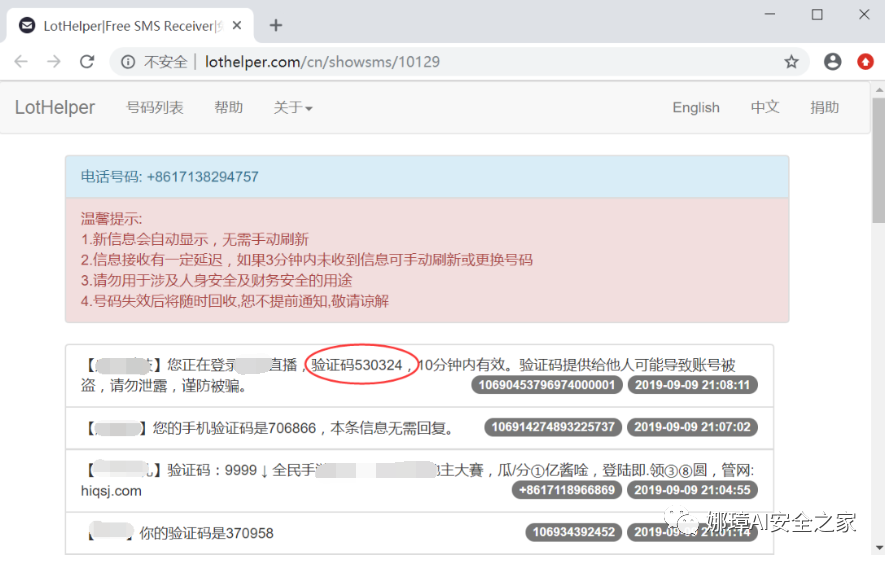 LotHelper|Free SMS Receiver|
不安全 | lothelper.com/cn/showsms/10129
LotHelper 号码列表 帮助 关于 English 中文 捐助
电话号码: +8617138294757
温馨提示:
1.新信息会自动显示，无需手动刷新
2.信息接收有一定延迟，如果3分钟内未收到信息可手动刷新或更换号码
3.请勿用于涉及人身安全及财务安全的用途
4.号码失效后将随时回收,恕不提前通知,敬请谅解
【 】您正在登录 直播，验证码530324，10分钟内有效。验证码提供给他人可能导致账号被
盗，请勿泄露，谨防被骗。 10690453796974000001 2019-09-09 21:08:11
【 】您的手机验证码是706866，本条信息无需回复。 106914274893225737 2019-09-09 21:07:02
【 】验证码：9999↓全民手 主大賽，瓜/分①亿酱唅，登陆即.领③⑧圆，管网:
hiqsj.com +8617118966869 2019-09-09 21:04:55
【 】你的验证码是370958 106934392452 2019-09-09 21:01:14
娜璋AI安全之家